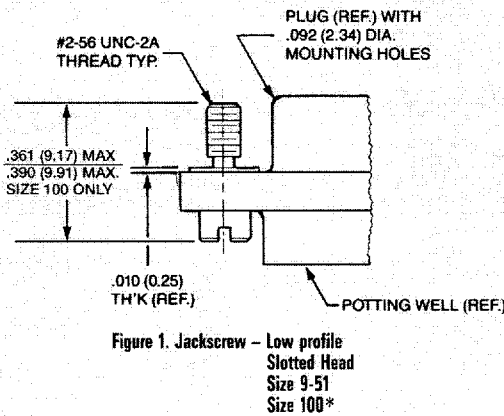 PLUG (REF.) WITH
.092 (2.34) DIA.
MOUNTING HOLES
#2-56 UNC-2A
THREAD TYP.
.361 (9.17) MAX
.390 (9.91) MAX.
SIZE 100 ONLY
.010 (0.25)
TH'K (REF.)
POTTING WELL (REF.)
Figure 1. Jackscrew – Low profile
Slotted Head
Size 9-51
Size 100*